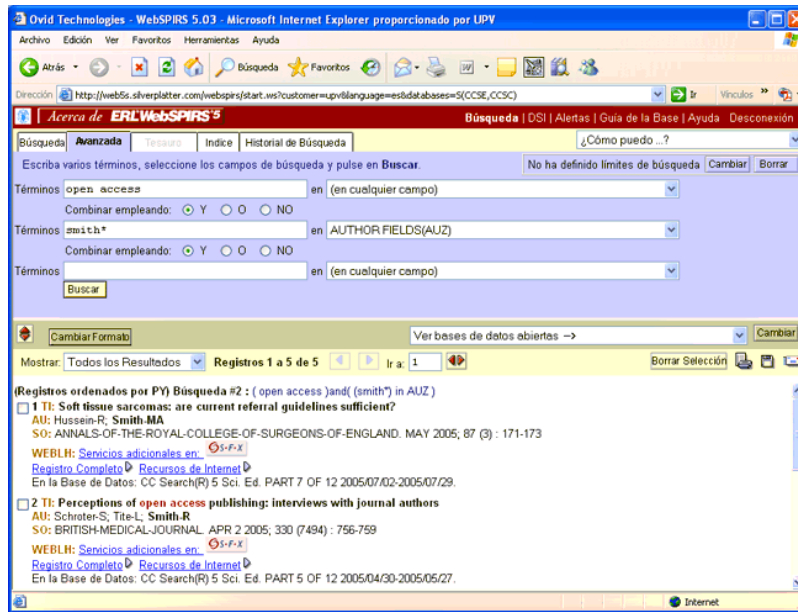 Ovid Technologies - WebSPIRS 5.03 - Microsoft Internet Explorer proporcionado por UPV
Archivo Edición Ver Favoritos Herramientas Ayuda
Atrás Búsqueda Favoritos
Dirección http://web5s.silverplatter.com/webspirs/start.ws?customer=upv&language=es&databases=S(CCSE,CCSC) Ir Vínculos »
Acerca de ERL WebSPIRS 5 Búsqueda | DSI | Alertas | Guía de la Base | Ayuda Desconexión
Búsqueda Avanzada Tesauro Indice Historial de Búsqueda ¿Cómo puedo ...?
Escriba varios términos, seleccione los campos de búsqueda y pulse en Buscar. No ha definido límites de búsqueda Cambiar Borrar
Términos open access en (en cualquier campo)
Combinar empleando: Y O NO
Términos smith* en AUTHOR FIELDS(AUZ)
Combinar empleando: Y O NO
Términos en (en cualquier campo)
Buscar
Cambiar Formato Ver bases de datos abiertas --> Cambiar
Mostrar: Todos los Resultados Registros 1 a 5 de 5 Ir a: 1 Borrar Selección
(Registros ordenados por PY) Búsqueda #2 : ( open access )and( (smith*) in AUZ )
1 TI: Soft tissue sarcomas: are current referral guidelines sufficient?
AU: Hussein-R; Smith-MA
SO: ANNALS-OF-THE-ROYAL-COLLEGE-OF-SURGEONS-OF-ENGLAND. MAY 2005; 87 (3) : 171-173
WEBLH: Servicios adicionales en: S·F·X
Registro Completo Recursos de Internet
En la Base de Datos: CC Search(R) 5 Sci. Ed. PART 7 OF 12 2005/07/02-2005/07/29.
2 TI: Perceptions of open access publishing: interviews with journal authors
AU: Schroter-S; Tite-L; Smith-R
SO: BRITISH-MEDICAL-JOURNAL. APR 2 2005; 330 (7494) : 756-759
WEBLH: Servicios adicionales en: S·F·X
Registro Completo Recursos de Internet
En la Base de Datos: CC Search(R) 5 Sci. Ed. PART 5 OF 12 2005/04/30-2005/05/27.
Internet